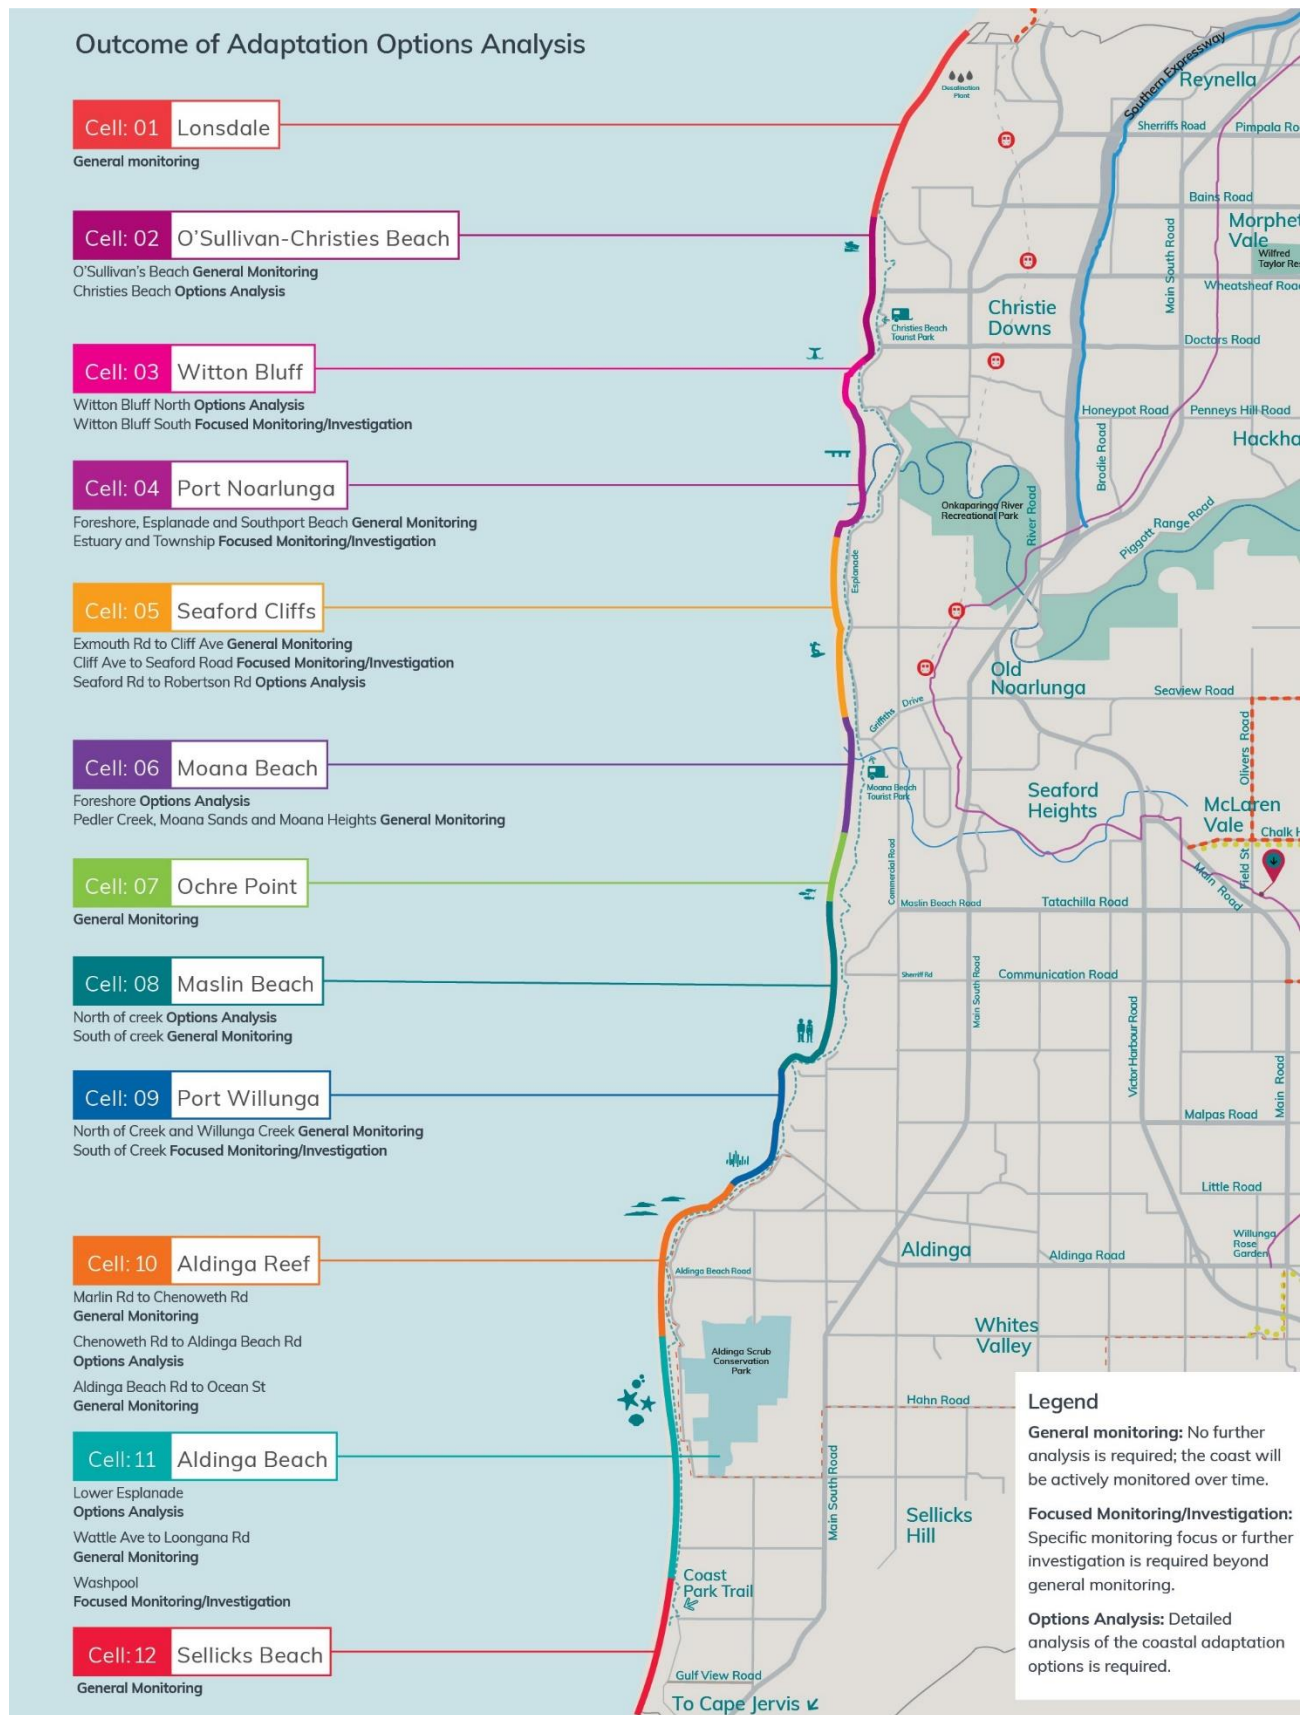 Outcome of Adaptation Options Analysis
Cell: 01 Lonsdale
General monitoring
Cell: 02 O'Sullivan-Christies Beach
O'Sullivan's Beach General Monitoring
Christies Beach Options Analysis
Cell: 03 Witton Bluff
Witton Bluff North Options Analysis
Witton Bluff South Focused Monitoring/Investigation
Cell: 04 Port Noarlunga
Foreshore, Esplanade and Southport Beach General Monitoring
Estuary and Township Focused Monitoring/Investigation
Cell: 05 Seaford Cliffs
Exmouth Rd to Cliff Ave General Monitoring
Cliff Ave to Seaford Road Focused Monitoring/Investigation
Seaford Rd to Robertson Rd Options Analysis
Cell: 06 Moana Beach
Foreshore Options Analysis
Pedler Creek, Moana Sands and Moana Heights General Monitoring
Cell: 07 Ochre Point
General Monitoring
Cell: 08 Maslin Beach
North of creek Options Analysis
South of creek General Monitoring
Cell: 09 Port Willunga
North of Creek and Willunga Creek General Monitoring
South of Creek Focused Monitoring/Investigation
Cell: 10 Aldinga Reef
Marlin Rd to Chenoweth Rd
General Monitoring
Chenoweth Rd to Aldinga Beach Rd
Options Analysis
Aldinga Beach Rd to Ocean St
General Monitoring
Cell: 11 Aldinga Beach
Lower Esplanade
Options Analysis
Wattle Ave to Loongana Rd
General Monitoring
Washpool
Focused Monitoring/Investigation
Cell: 12 Sellicks Beach
General Monitoring
Desalination
Plant
Southern Expressway
Reynella
Sherriffs Road
Pimpala Ro
Bains Road
Morphet
Vale
Wilfred
Taylor Res
Main South Road
Wheatsheaf Road
Christie
Downs
Christies Beach
Tourist Park
Doctors Road
Honeypot Road
Penneys Hill Road
Brodie Road
Hackha
Onkaparinga River
Recreational Park
River Road
Piggott Range Road
Esplanade
Old
Noarlunga
Seaview Road
Griffiths Drive
Olivers Road
Moana Beach
Tourist Park
Seaford
Heights
McLaren
Vale
Chalk H
Commercial Road
Field St
Main Road
Maslin Beach Road
Tatachilla Road
Sherriff Rd
Communication Road
Main South Road
Victor Harbour Road
Main Road
Malpas Road
Little Road
Willunga
Rose
Garden
Aldinga
Aldinga Road
Aldinga Beach Road
Whites
Valley
Aldinga Scrub
Conservation
Park
Hahn Road
Main South Road
Sellicks
Hill
Coast
Park Trail
Gulf View Road
To Cape Jervis
Legend
General monitoring: No further
analysis is required; the coast will
be actively monitored over time.
Focused Monitoring/Investigation:
Specific monitoring focus or further
investigation is required beyond
general monitoring.
Options Analysis: Detailed
analysis of the coastal adaptation
options is required.